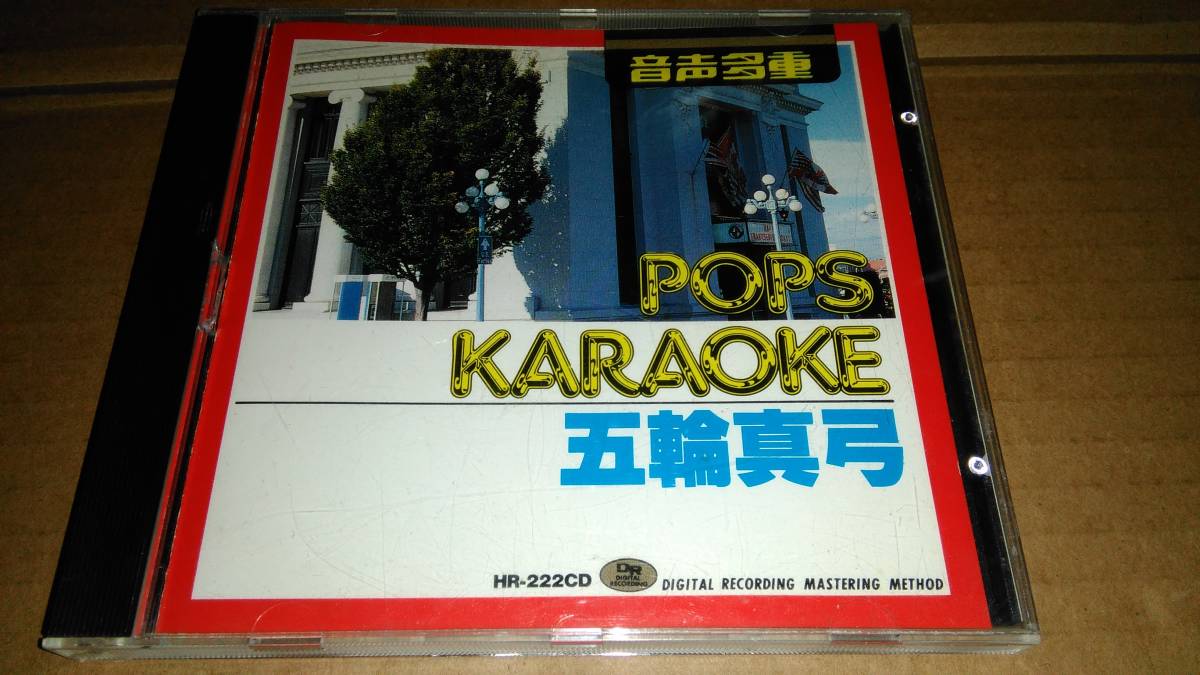 音声多重
POPS
KARAOKE
五輪真弓
HR-222CD
DR
DIGITAL
RECORDING
DIGITAL RECORDING MASTERING METHOD